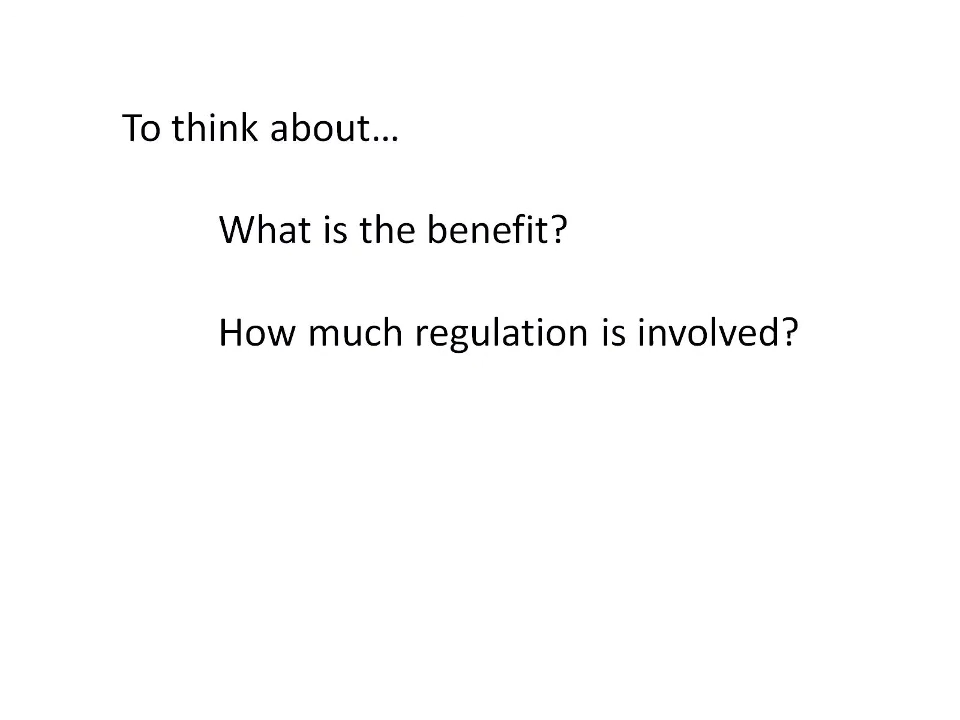 To think about…
What is the benefit?
How much regulation is involved?